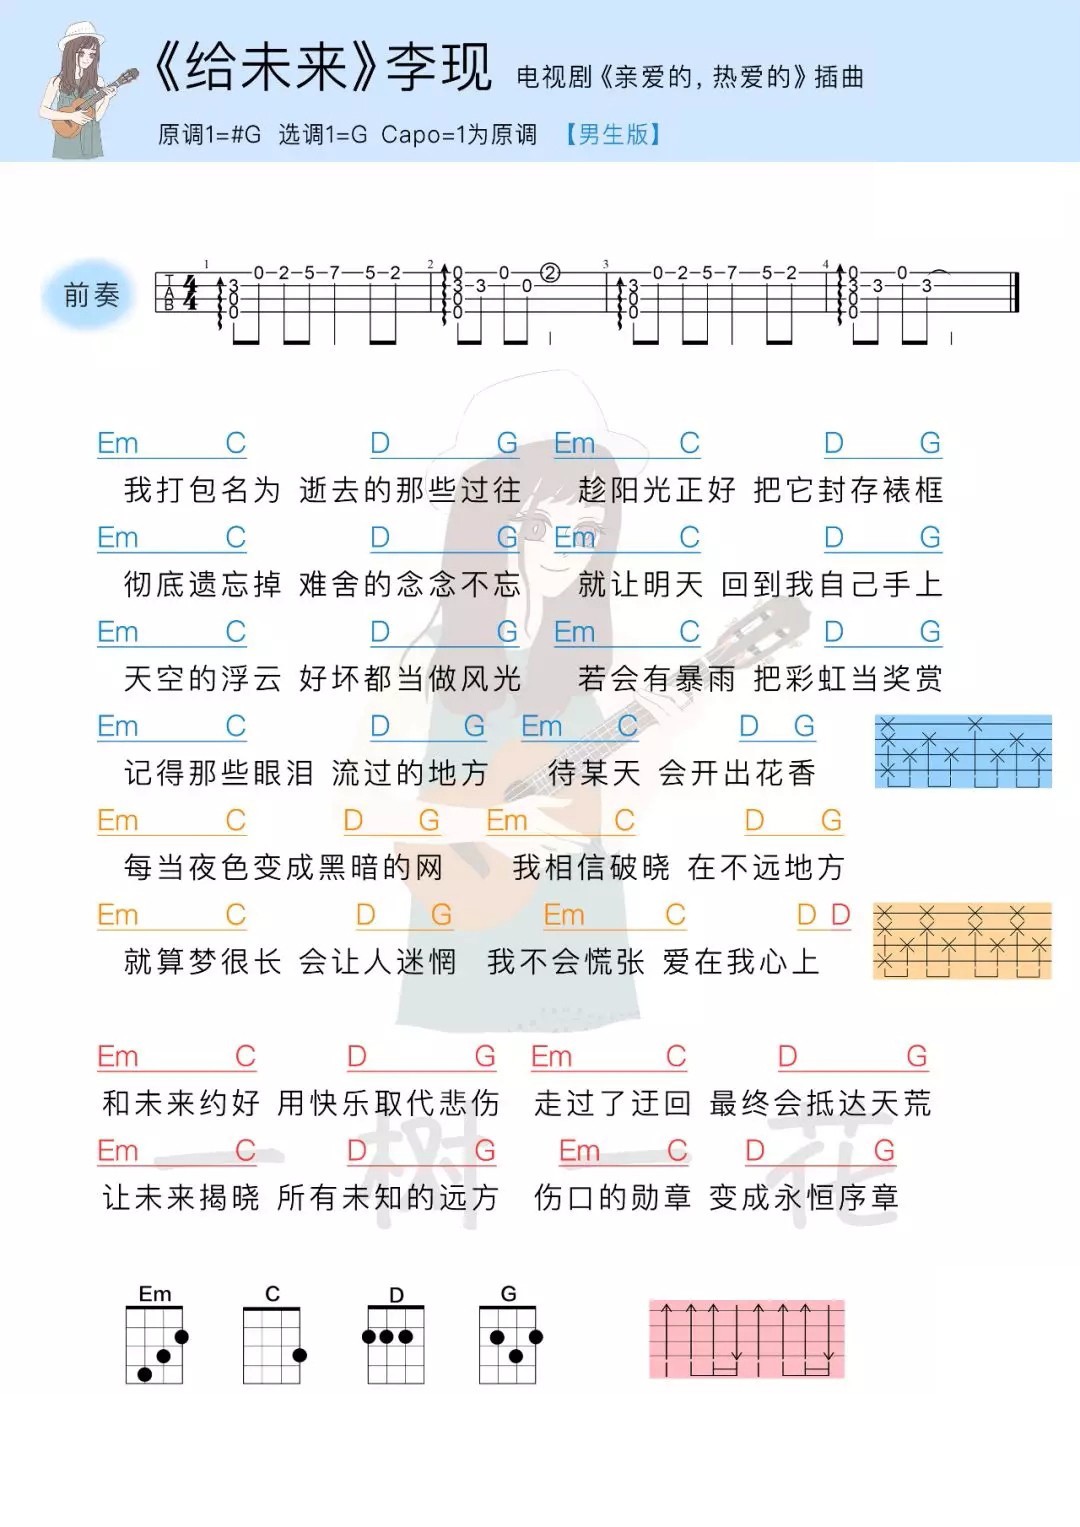 《给未来》李现 电视剧《亲爱的，热爱的》插曲
原调1=#G 选调1=G Capo=1为原调 【男生版】
前奏
1 2 3 4
T A B 4 4
0 2 5 7 5 2 0 0 ② 0 2 5 7 5 2 0 0
3 3 3 0 3 3 3 3
0 0 0 0
0 0 0 0
Em C D G Em C D G
我打包名为 逝去的那些过往 趁阳光正好 把它封存裱框
Em C D G Em C D G
彻底遗忘掉 难舍的念念不忘 就让明天 回到我自己手上
Em C D G Em C D G
天空的浮云 好坏都当做风光 若会有暴雨 把彩虹当奖赏
Em C D G Em C D G
记得那些眼泪 流过的地方 待某天 会开出花香
Em C D G Em C D G
每当夜色变成黑暗的网 我相信破晓 在不远地方
Em C D G Em C D D
就算梦很长 会让人迷惘 我不会慌张 爱在我心上
Em C D G Em C D G
和未来约好 用快乐取代悲伤 走过了迂回 最终会抵达天荒
Em C D G Em C D G
让未来揭晓 所有未知的远方 伤口的勋章 变成永恒序章
一树一花
Em C D G